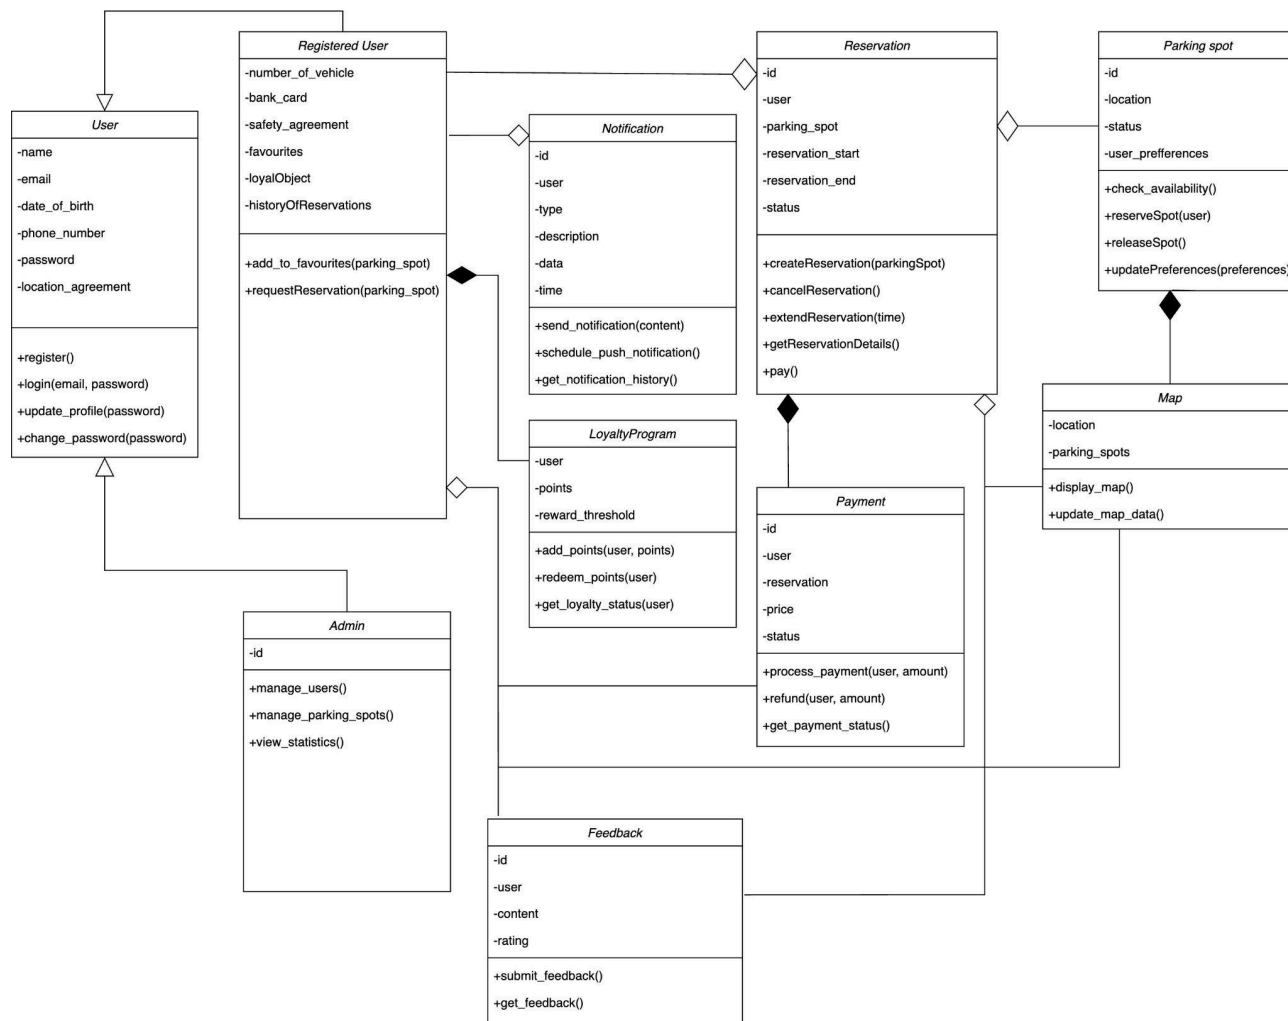 Registered User
-number_of_vehicle
-bank_card
-safety_agreement
-favourites
-loyalObject
-historyOfReservations
+add_to_favourites(parking_spot)
+requestReservation(parking_spot)
Reservation
-id
-user
-parking_spot
-reservation_start
-reservation_end
-status
+createReservation(parkingSpot)
+cancelReservation()
+extendReservation(time)
+getReservationDetails()
+pay()
Parking spot
-id
-location
-status
-user_prefferences
+check_availability()
+reserveSpot(user)
+releaseSpot()
+updatePreferences(preferences)
User
-name
-email
-date_of_birth
-phone_number
-password
-location_agreement
+register()
+login(email, password)
+update_profile(password)
+change_password(password)
Notification
-id
-user
-type
-description
-data
-time
+send_notification(content)
+schedule_push_notification()
+get_notification_history()
Map
-location
-parking_spots
+display_map()
+update_map_data()
LoyaltyProgram
-user
-points
-reward_threshold
+add_points(user, points)
+redeem_points(user)
+get_loyalty_status(user)
Payment
-id
-user
-reservation
-price
-status
+process_payment(user, amount)
+refund(user, amount)
+get_payment_status()
Admin
-id
+manage_users()
+manage_parking_spots()
+view_statistics()
Feedback
-id
-user
-content
-rating
+submit_feedback()
+get_feedback()